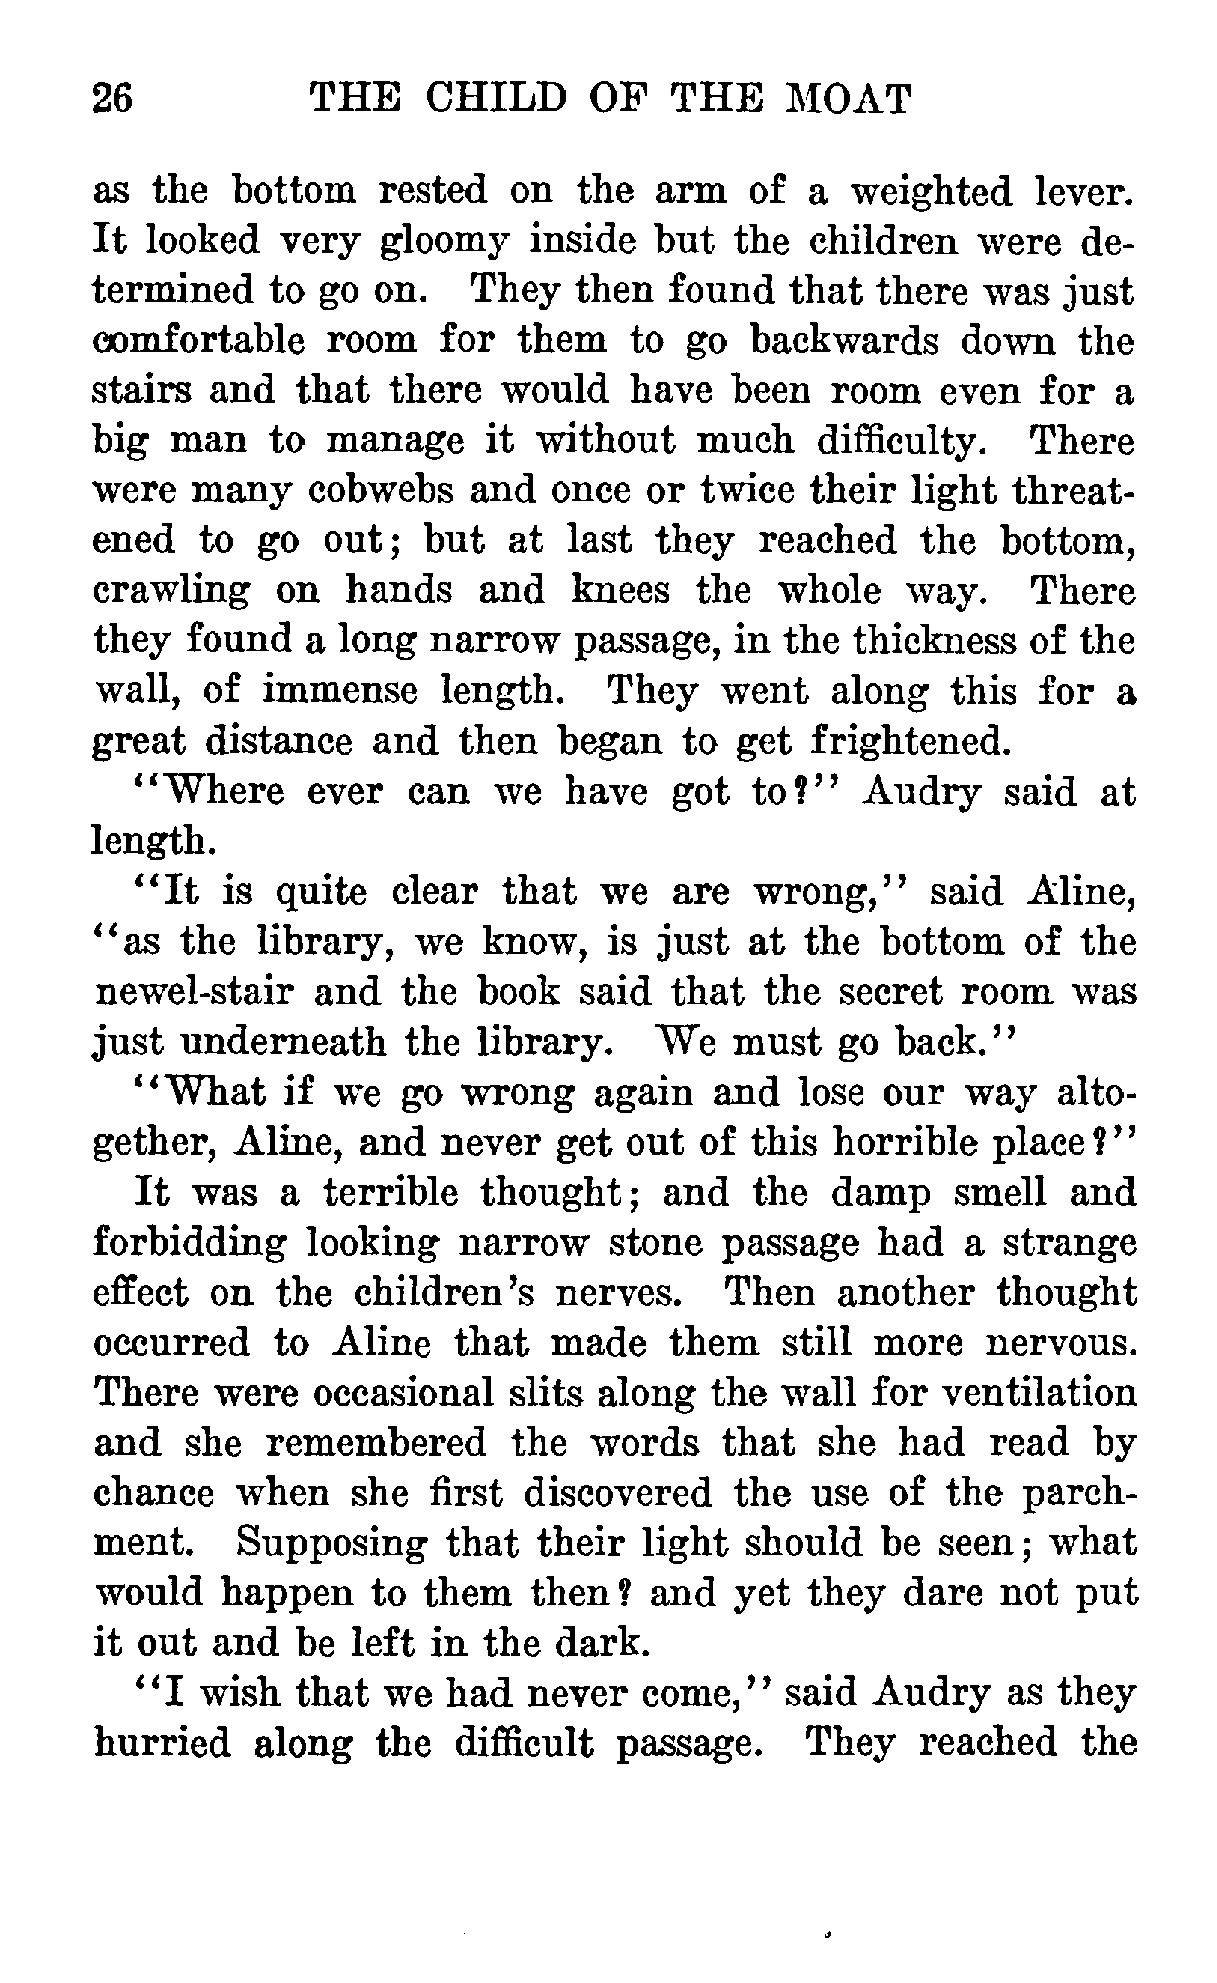 26 THE CHILD OF THE MOAT
as the bottom rested on the arm of a weighted lever.
It looked very gloomy inside but the children were de-
termined to go on. They then found that there was just
comfortable room for them to go backwards down the
stairs and that there would have been room even for a
big man to manage it without much difficulty. There
were many cobwebs and once or twice their light threat-
ened to go out; but at last they reached the bottom,
crawling on hands and knees the whole way. There
they found a long narrow passage, in the thickness of the
wall, of immense length. They went along this for a
great distance and then began to get frightened.
"Where ever can we have got to?" Audry said at
length.
"It is quite clear that we are wrong," said Aline,
"as the library, we know, is just at the bottom of the
newel-stair and the book said that the secret room was
just underneath the library. We must go back."
"What if we go wrong again and lose our way alto-
gether, Aline, and never get out of this horrible place?"
It was a terrible thought; and the damp smell and
forbidding looking narrow stone passage had a strange
effect on the children's nerves. Then another thought
occurred to Aline that made them still more nervous.
There were occasional slits along the wall for ventilation
and she remembered the words that she had read by
chance when she first discovered the use of the parch-
ment. Supposing that their light should be seen; what
would happen to them then? and yet they dare not put
it out and be left in the dark.
"I wish that we had never come," said Audry as they
hurried along the difficult passage. They reached the